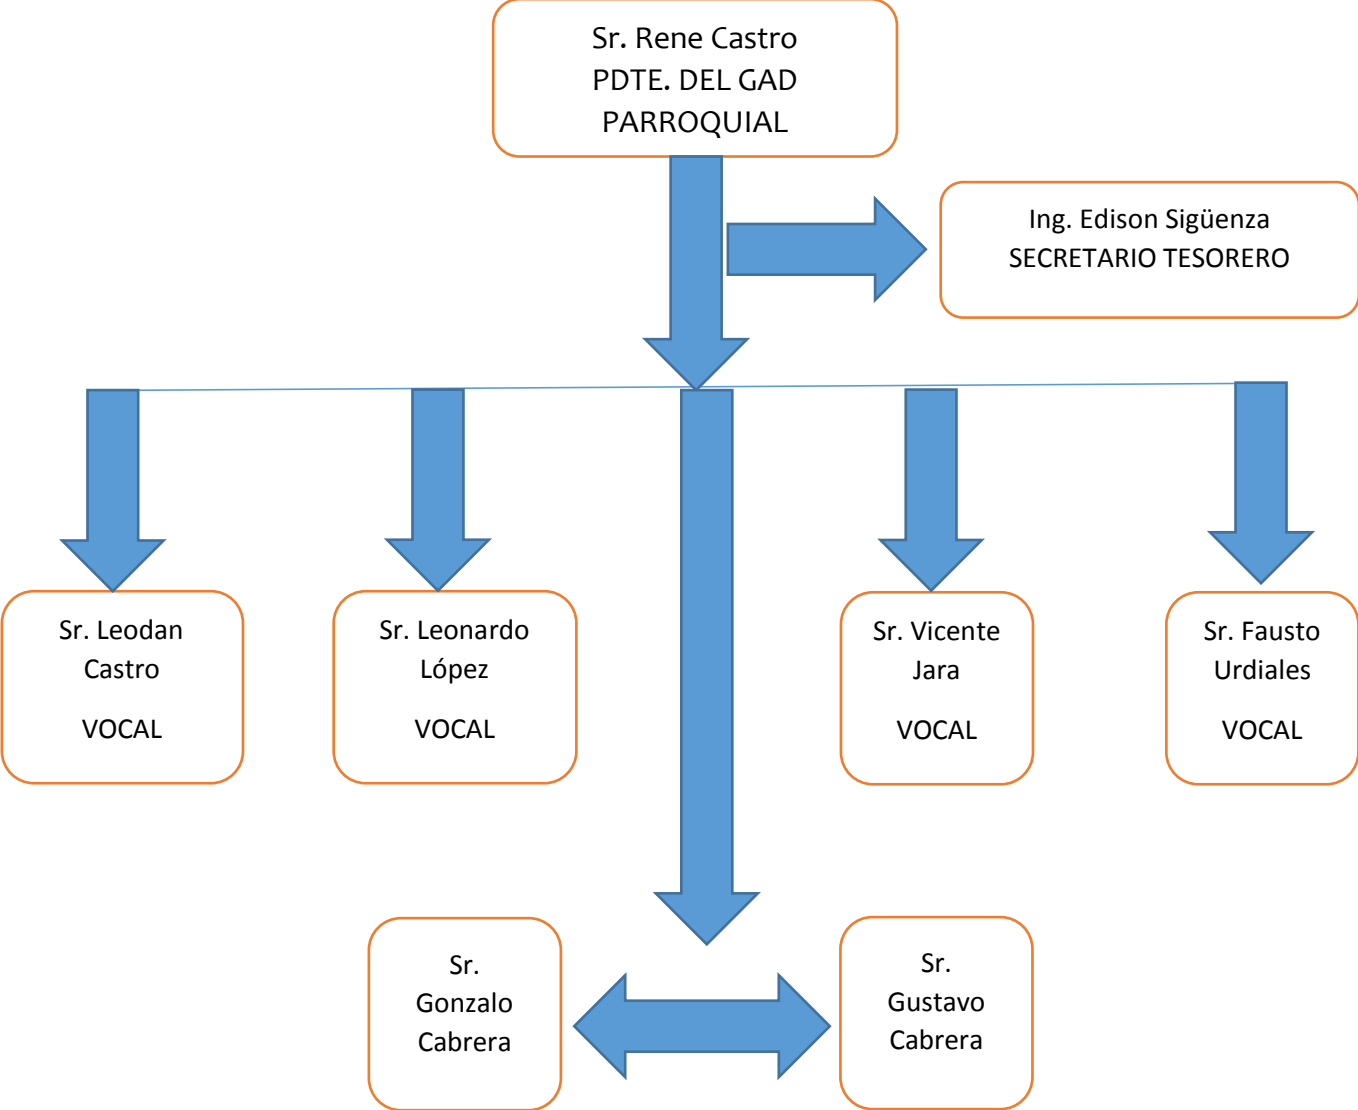 Sr. Rene Castro
PDTE. DEL GAD
PARROQUIAL
Ing. Edison Sigüenza
SECRETARIO TESORERO
Sr. Leodan
Castro
VOCAL
Sr. Leonardo
López
VOCAL
Sr. Vicente
Jara
VOCAL
Sr. Fausto
Urdiales
VOCAL
Sr.
Gonzalo
Cabrera
Sr.
Gustavo
Cabrera